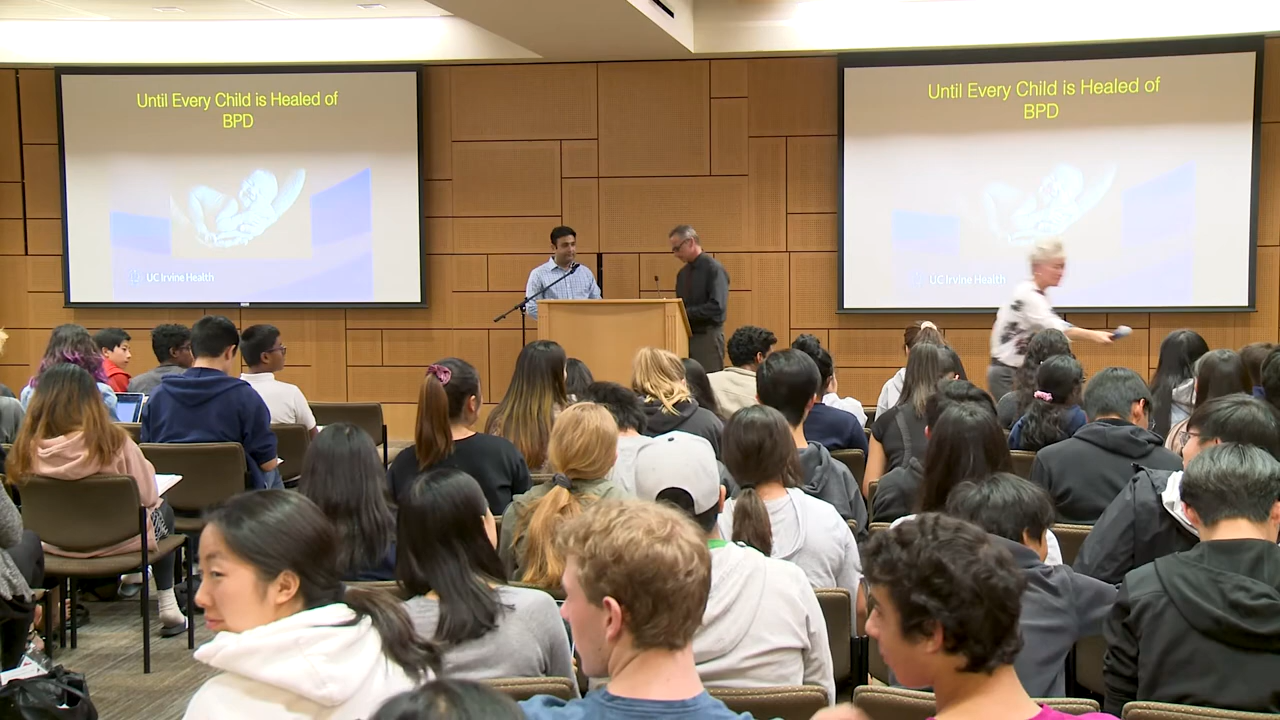 Until Every Child is Healed of
BPD
UC Irvine Health
Until Every Child is Healed of
BPD
UC Irvine Health